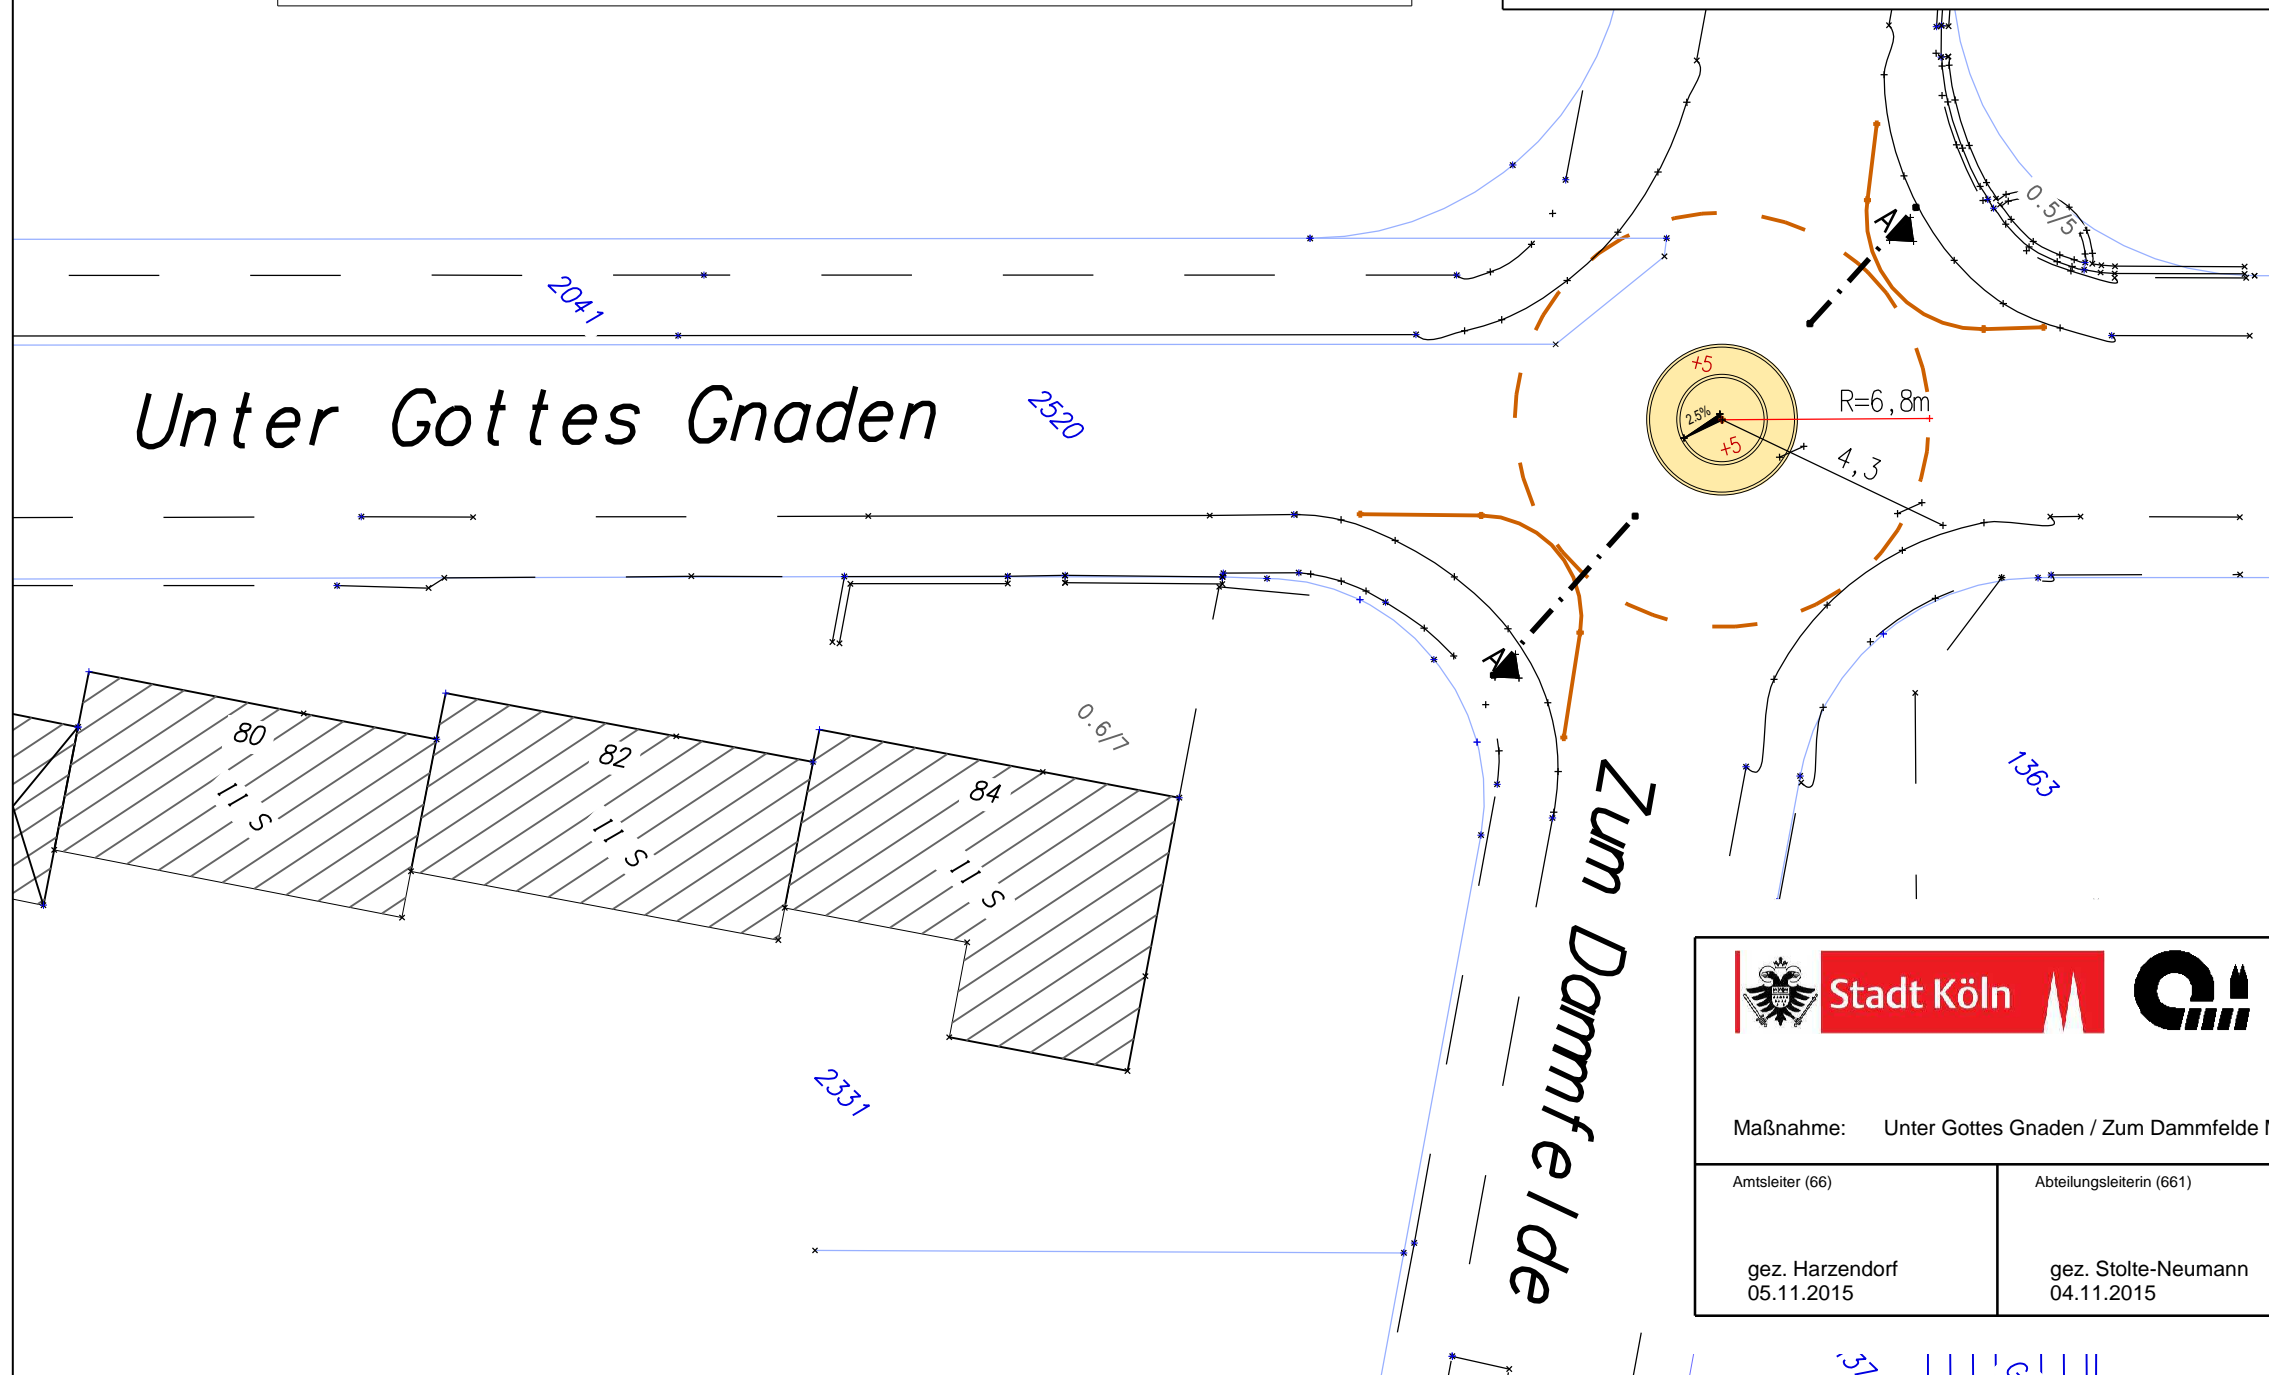 0.5/5
A
2041
+5
Unter Gottes Gnaden
2520
2.5%
R=6,8m
+5
4,3
A
80
II S
82
II S
0.6/7
84
II S
1363
Zum Dammfelde
2331
Stadt Köln
Maßnahme: Unter Gottes Gnaden / Zum Dammfelde
Amtsleiter (66)
Abteilungsleiterin (661)
gez. Harzendorf
05.11.2015
gez. Stolte-Neumann
04.11.2015